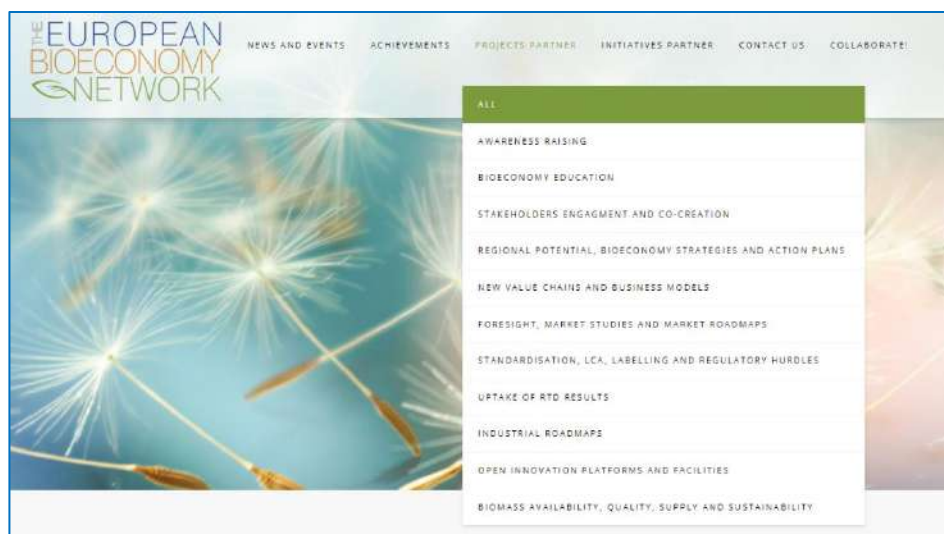 THE EUROPEAN
BIOECONOMY
NETWORK
NEWS AND EVENTS ACHIEVEMENTS PROJECTS PARTNER INITIATIVES PARTNER CONTACT US COLLABORATE!
ALL
AWARENESS RAISING
BIOECONOMY EDUCATION
STAKEHOLDERS ENGAGMENT AND CO-CREATION
REGIONAL POTENTIAL, BIOECONOMY STRATEGIES AND ACTION PLANS
NEW VALUE CHAINS AND BUSINESS MODELS
FORESIGHT, MARKET STUDIES AND MARKET ROADMAPS
STANDARDISATION, LCA, LABELLING AND REGULATORY HURDLES
UPTAKE OF RTD RESULTS
INDUSTRIAL ROADMAPS
OPEN INNOVATION PLATFORMS AND FACILITIES
BIOMASS AVAILABILITY, QUALITY, SUPPLY AND SUSTAINABILITY